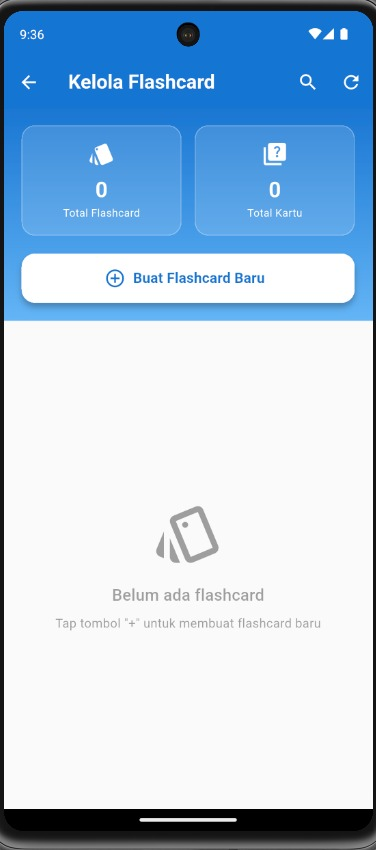 9:36
Kelola Flashcard
?
0
Total Flashcard
0
Total Kartu
Buat Flashcard Baru
Belum ada flashcard
Tap tombol "+" untuk membuat flashcard baru